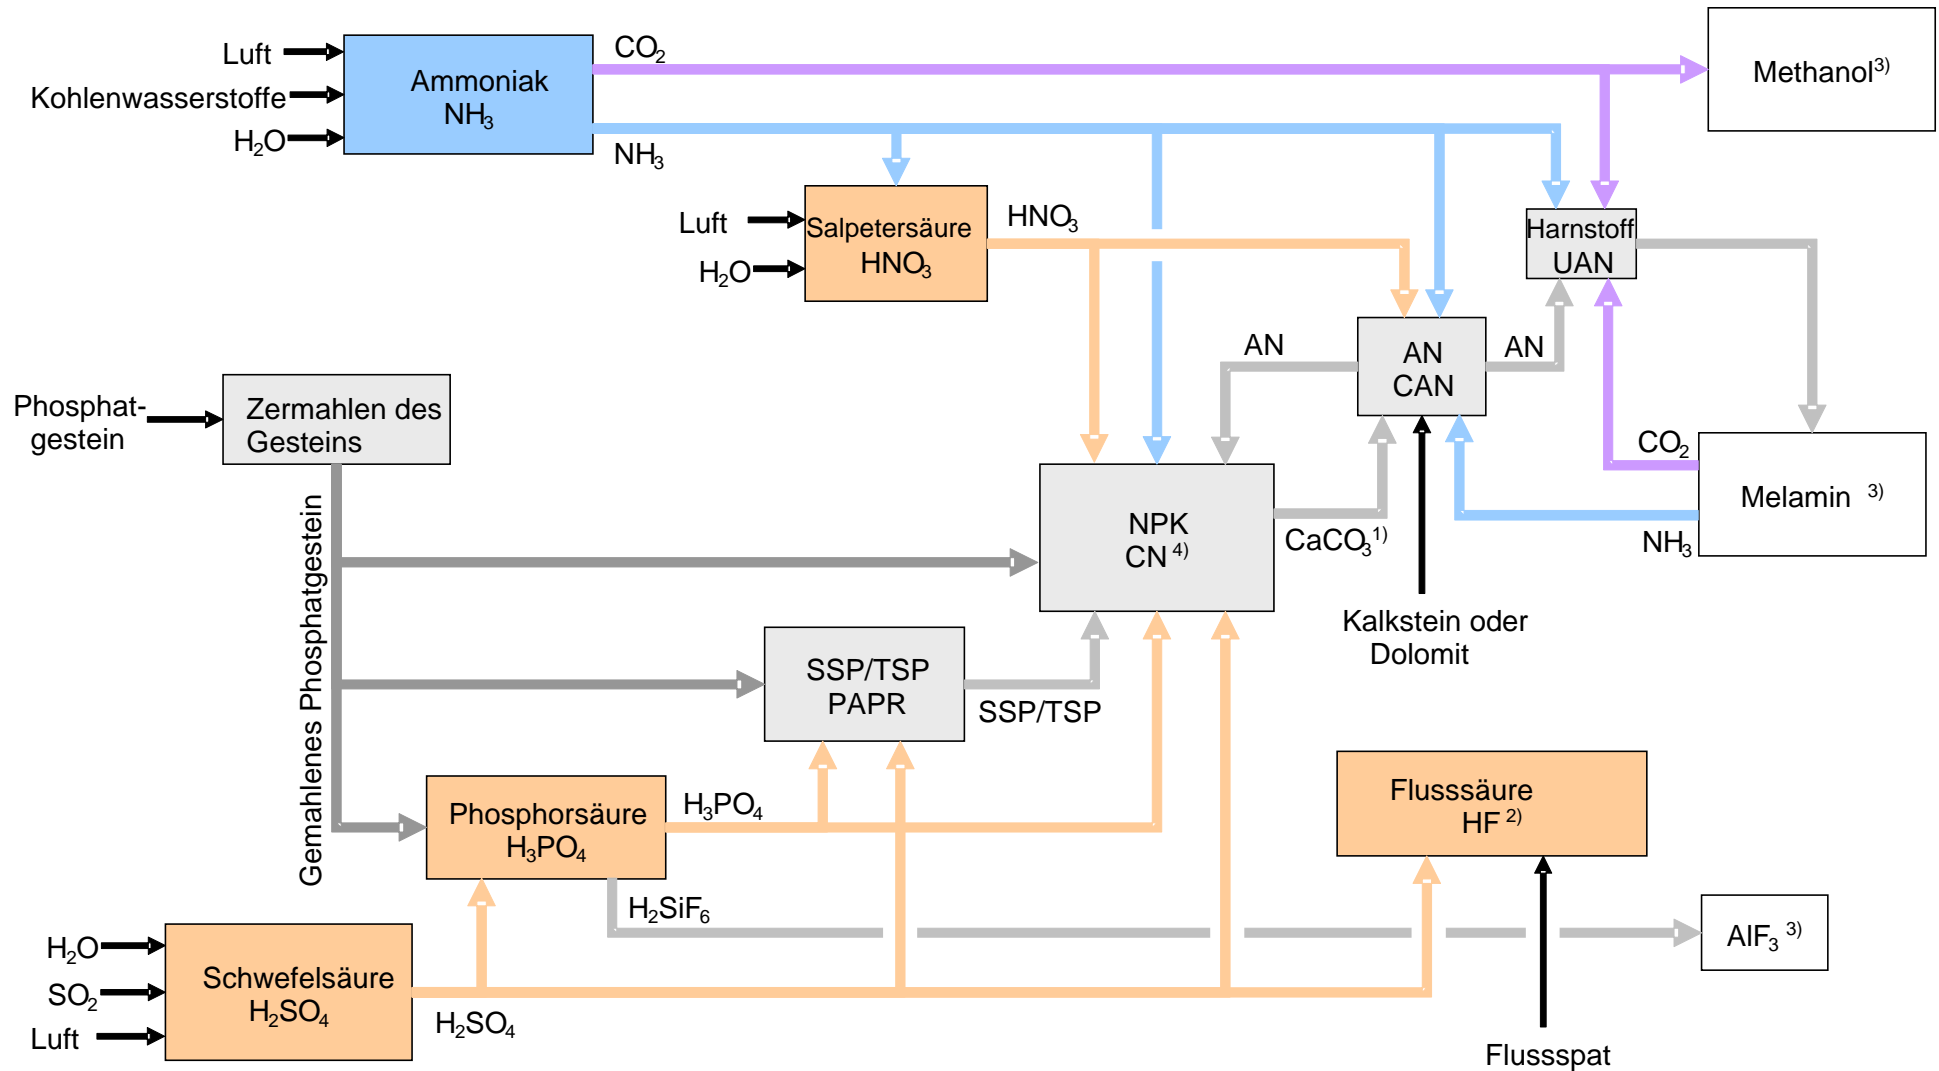 Luft
Kohlenwasserstoffe
H₂O
Ammoniak
NH₃
CO₂
NH₃
Methanol³⁾
Luft
H₂O
Salpetersäure
HNO₃
HNO₃
Harnstoff
UAN
AN
AN
CAN
AN
Phosphat-
gestein
Zermahlen des
Gesteins
CO₂
Melamin ³⁾
NH₃
NPK
CN ⁴⁾
CaCO₃¹⁾
Kalkstein oder
Dolomit
Gemahlenes Phosphatgestein
SSP/TSP
PAPR
SSP/TSP
Phosphorsäure
H₃PO₄
H₃PO₄
Flusssäure
HF ²⁾
H₂SiF₆
AlF₃ ³⁾
H₂O
SO₂
Luft
Schwefelsäure
H₂SO₄
H₂SO₄
Flussspat